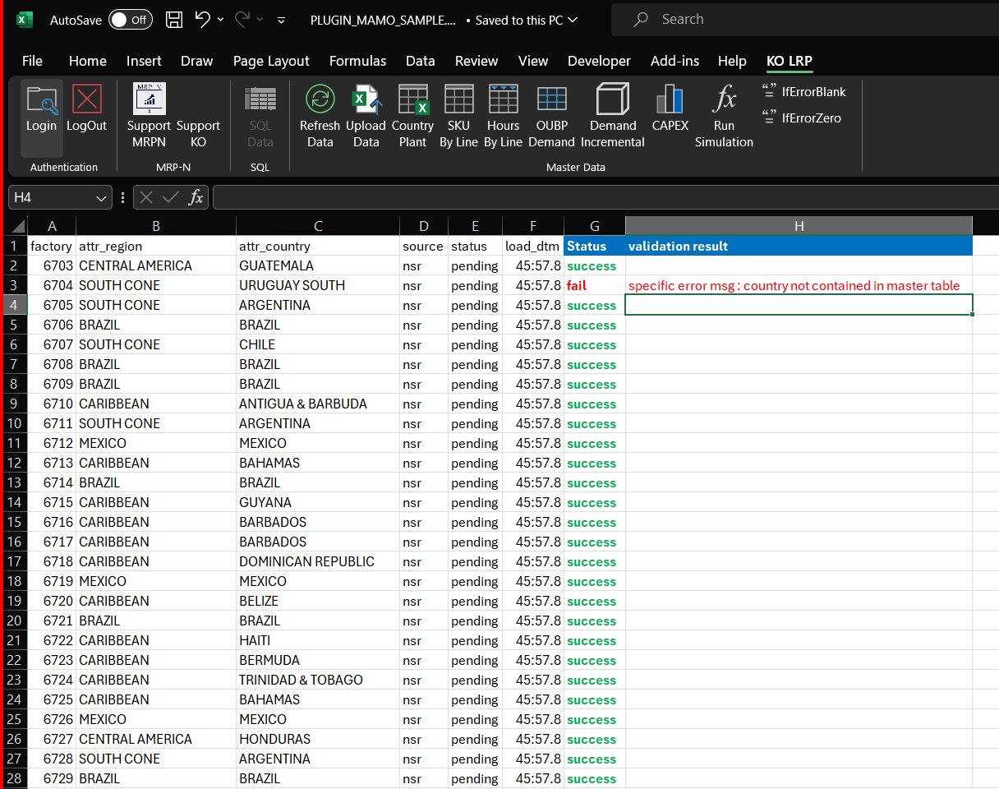 AutoSave Off PLUGIN_MAMO_SAMPLE.... • Saved to this PC Search
File Home Insert Draw Page Layout Formulas Data Review View Developer Add-ins Help KO LRP
MRP N
Login LogOut Support MRPN Support KO SQL Data Refresh Data Upload Data Country Plant SKU By Line Hours By Line OUBP Demand Demand Incremental CAPEX Run Simulation IfErrorBlank
IfErrorZero
Authentication MRP-N SQL Master Data
H4 fx
A B C D E F G H
1 factory attr_region attr_country source status load_dtm Status validation result
2 6703 CENTRAL AMERICA GUATEMALA nsr pending 45:57.8 success
3 6704 SOUTH CONE URUGUAY SOUTH nsr pending 45:57.8 fail specific error msg : country not contained in master table
4 6705 SOUTH CONE ARGENTINA nsr pending 45:57.8 success
5 6706 BRAZIL BRAZIL nsr pending 45:57.8 success
6 6707 SOUTH CONE CHILE nsr pending 45:57.8 success
7 6708 BRAZIL BRAZIL nsr pending 45:57.8 success
8 6709 BRAZIL BRAZIL nsr pending 45:57.8 success
9 6710 CARIBBEAN ANTIGUA & BARBUDA nsr pending 45:57.8 success
10 6711 SOUTH CONE ARGENTINA nsr pending 45:57.8 success
11 6712 MEXICO MEXICO nsr pending 45:57.8 success
12 6713 CARIBBEAN BAHAMAS nsr pending 45:57.8 success
13 6714 BRAZIL BRAZIL nsr pending 45:57.8 success
14 6715 CARIBBEAN GUYANA nsr pending 45:57.8 success
15 6716 CARIBBEAN BARBADOS nsr pending 45:57.8 success
16 6717 CARIBBEAN BARBADOS nsr pending 45:57.8 success
17 6718 CARIBBEAN DOMINICAN REPUBLIC nsr pending 45:57.8 success
18 6719 MEXICO MEXICO nsr pending 45:57.8 success
19 6720 CARIBBEAN BELIZE nsr pending 45:57.8 success
20 6721 BRAZIL BRAZIL nsr pending 45:57.8 success
21 6722 CARIBBEAN HAITI nsr pending 45:57.8 success
22 6723 CARIBBEAN BERMUDA nsr pending 45:57.8 success
23 6724 CARIBBEAN TRINIDAD & TOBAGO nsr pending 45:57.8 success
24 6725 CARIBBEAN BAHAMAS nsr pending 45:57.8 success
25 6726 MEXICO MEXICO nsr pending 45:57.8 success
26 6727 CENTRAL AMERICA HONDURAS nsr pending 45:57.8 success
27 6728 SOUTH CONE ARGENTINA nsr pending 45:57.8 success
28 6729 BRAZIL BRAZIL nsr pending 45:57.8 success